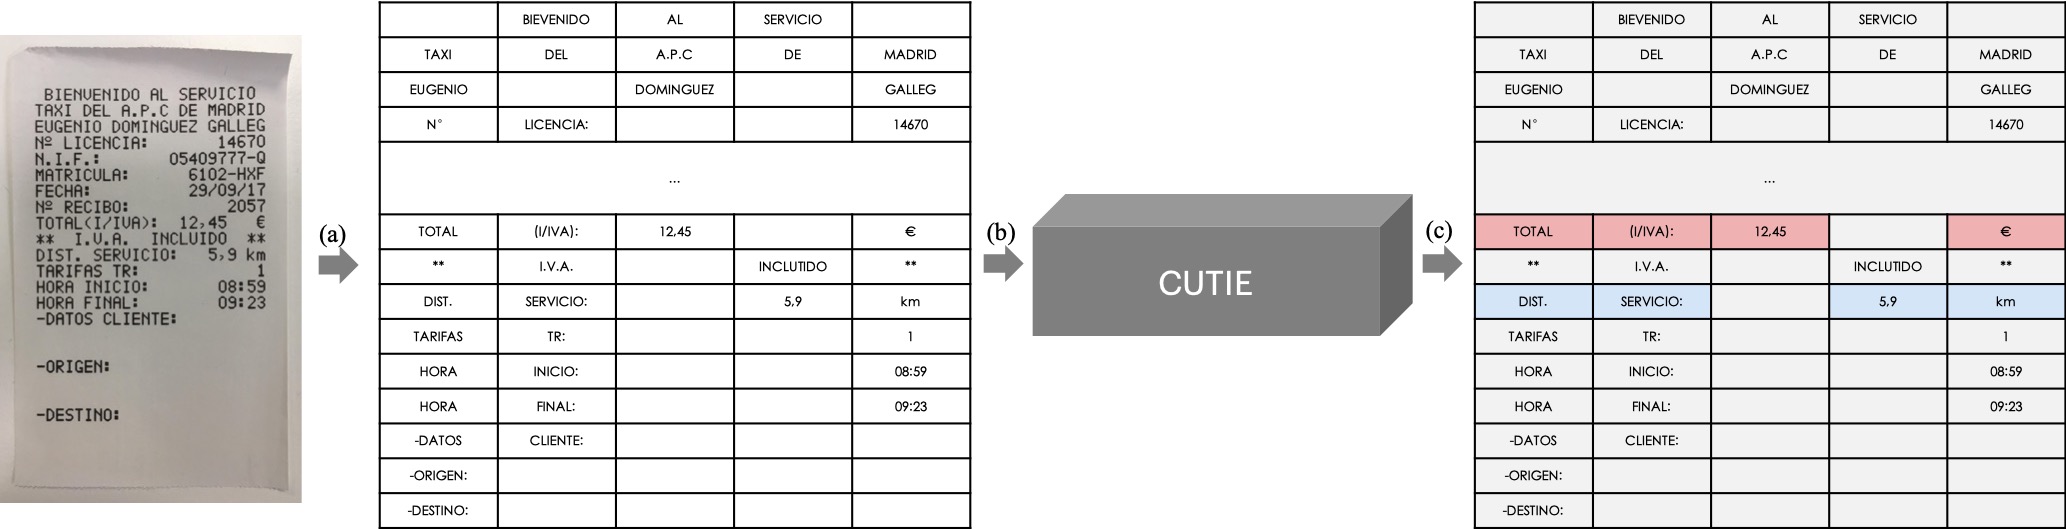 BIENVENIDO AL SERVICIO
TAXI DEL A.P.C DE MADRID
EUGENIO DOMINGUEZ GALLEG
Nº LICENCIA: 14670
N.I.F.: 05409777-Q
MATRICULA: 6102-HXF
FECHA: 29/09/17
Nº RECIBO: 2057
TOTAL(I/IVA): 12,45 €
** I.V.A. INCLUIDO **
DIST. SERVICIO: 5,9 km
TARIFAS TR: 1
HORA INICIO: 08:59
HORA FINAL: 09:23
-DATOS CLIENTE:
-ORIGEN:
-DESTINO:
(a)
BIEVENIDO AL SERVICIO
TAXI DEL A.P.C DE MADRID
EUGENIO DOMINGUEZ GALLEG
N° LICENCIA: 14670
...
TOTAL (I/IVA): 12,45 €
** I.V.A. INCLUTIDO **
DIST. SERVICIO: 5,9 km
TARIFAS TR: 1
HORA INICIO: 08:59
HORA FINAL: 09:23
-DATOS CLIENTE:
-ORIGEN:
-DESTINO:
(b)
CUTIE
(c)
BIEVENIDO AL SERVICIO
TAXI DEL A.P.C DE MADRID
EUGENIO DOMINGUEZ GALLEG
N° LICENCIA: 14670
...
TOTAL (I/IVA): 12,45 €
** I.V.A. INCLUTIDO **
DIST. SERVICIO: 5,9 km
TARIFAS TR: 1
HORA INICIO: 08:59
HORA FINAL: 09:23
-DATOS CLIENTE:
-ORIGEN:
-DESTINO: